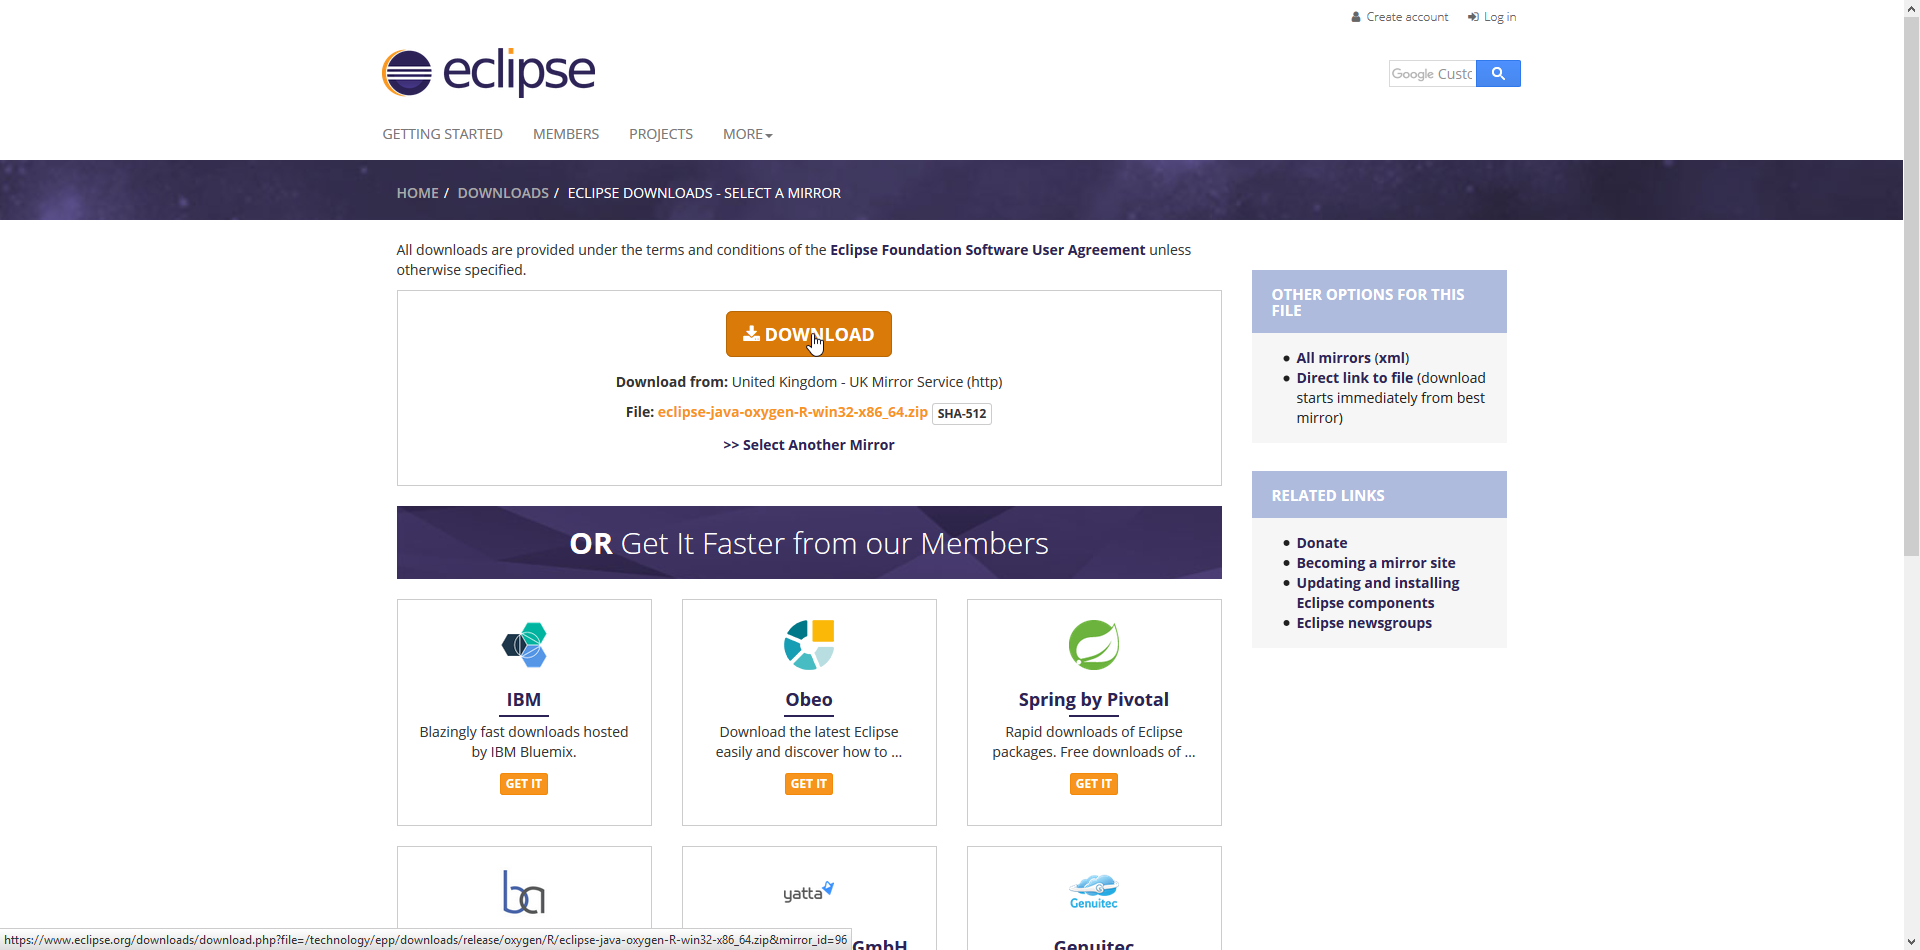 Create account Log in
eclipse
Google Custo
GETTING STARTED MEMBERS PROJECTS MORE
HOME / DOWNLOADS / ECLIPSE DOWNLOADS - SELECT A MIRROR
All downloads are provided under the terms and conditions of the Eclipse Foundation Software User Agreement unless
otherwise specified.
DOWNLOAD
Download from: United Kingdom - UK Mirror Service (http)
File: eclipse-java-oxygen-R-win32-x86_64.zip SHA-512
>> Select Another Mirror
OTHER OPTIONS FOR THIS
FILE
All mirrors (xml)
Direct link to file (download
starts immediately from best
mirror)
RELATED LINKS
Donate
Becoming a mirror site
Updating and installing
Eclipse components
Eclipse newsgroups
OR Get It Faster from our Members
IBM
Blazingly fast downloads hosted
by IBM Bluemix.
GET IT
Obeo
Download the latest Eclipse
easily and discover how to ...
GET IT
Spring by Pivotal
Rapid downloads of Eclipse
packages. Free downloads of ...
GET IT
ba
yatta
GmbH
Genuitec
Genuitec
https://www.eclipse.org/downloads/download.php?file=/technology/epp/downloads/release/oxygen/R/eclipse-java-oxygen-R-win32-x86_64.zip&mirror_id=96